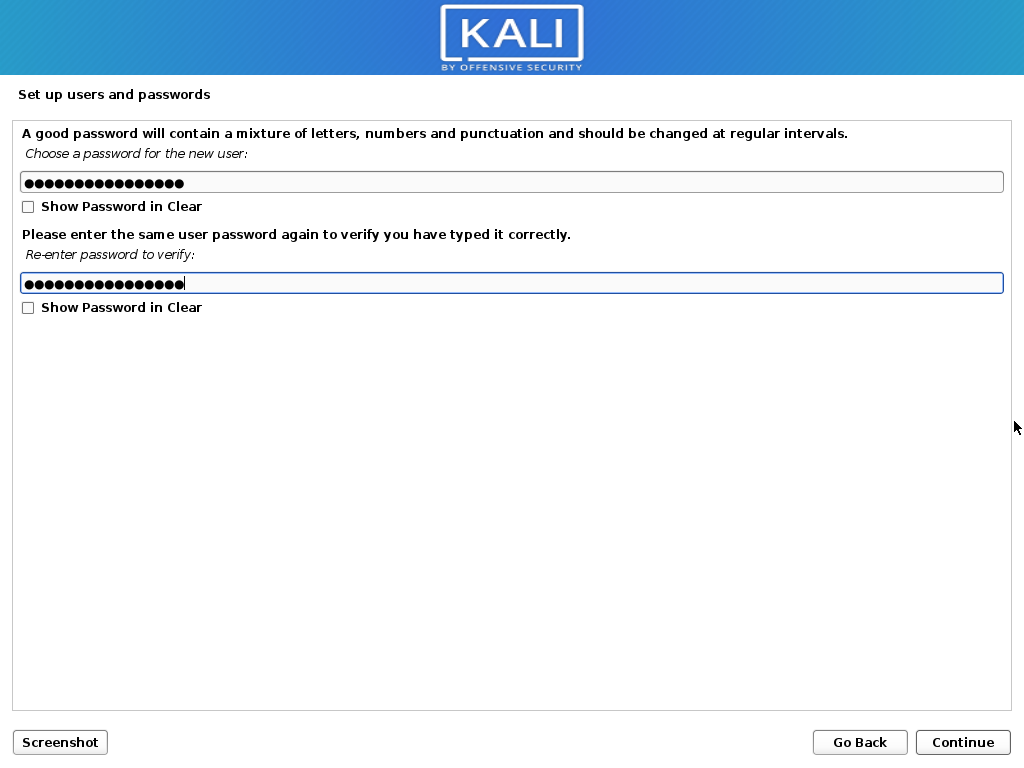 KALI
BY OFFENSIVE SECURITY
Set up users and passwords
A good password will contain a mixture of letters, numbers and punctuation and should be changed at regular intervals.
Choose a password for the new user:
●●●●●●●●●●●●●●●●
Show Password in Clear
Please enter the same user password again to verify you have typed it correctly.
Re-enter password to verify:
●●●●●●●●●●●●●●●●
Show Password in Clear
Screenshot
Go Back
Continue